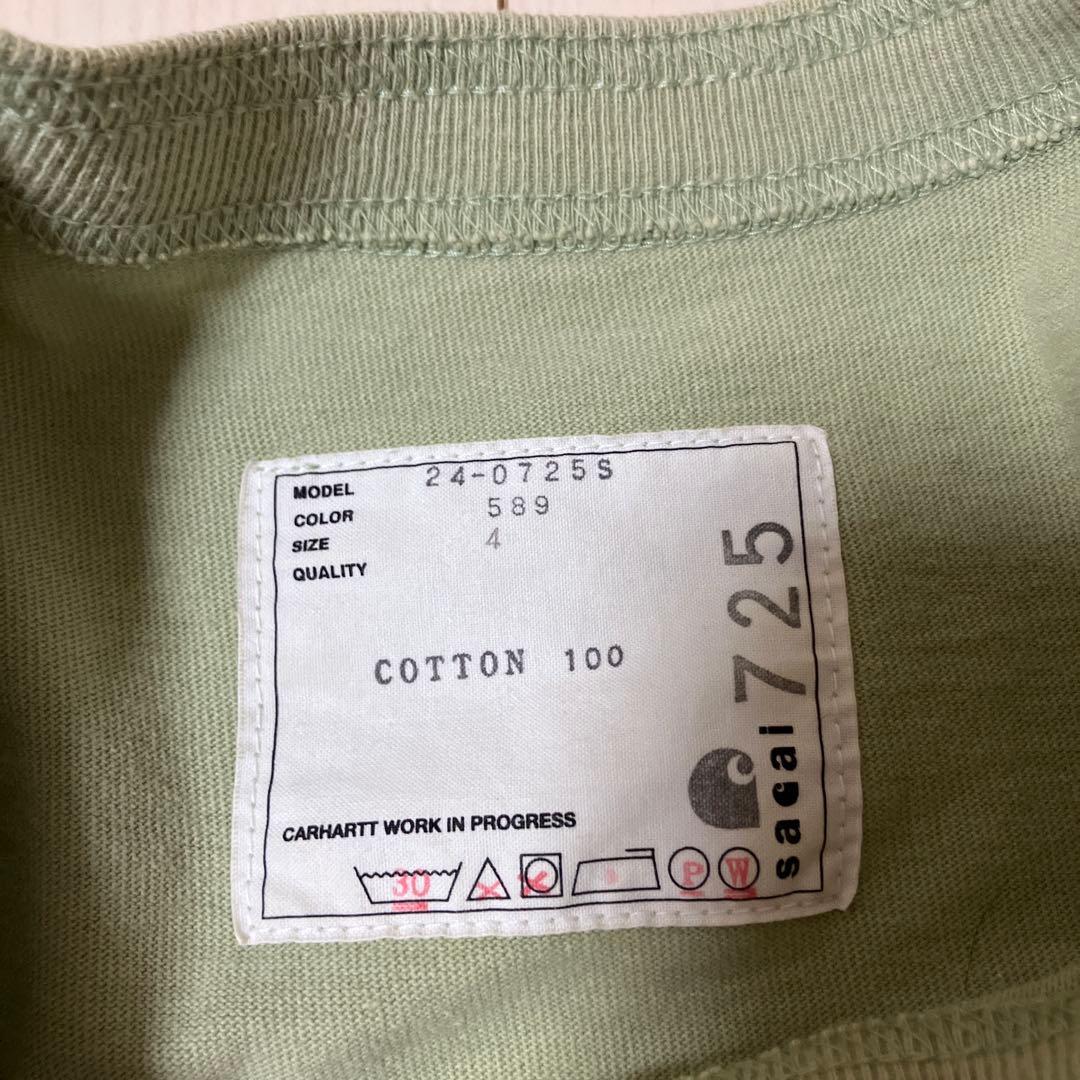 MODEL 24-0725S
COLOR 589
SIZE 4
QUALITY
COTTON 100
CARHARTT WORK IN PROGRESS
30
P
W
sacai 725